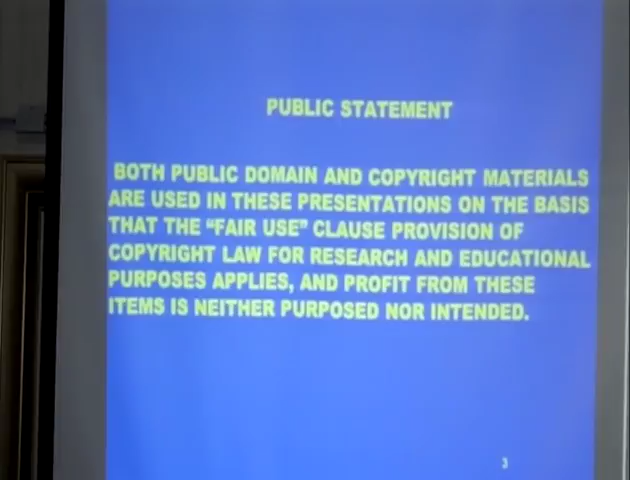 PUBLIC STATEMENT
BOTH PUBLIC DOMAIN AND COPYRIGHT MATERIALS
ARE USED IN THESE PRESENTATIONS ON THE BASIS
THAT THE “FAIR USE” CLAUSE PROVISION OF
COPYRIGHT LAW FOR RESEARCH AND EDUCATIONAL
PURPOSES APPLIES, AND PROFIT FROM THESE
ITEMS IS NEITHER PURPOSED NOR INTENDED.
3